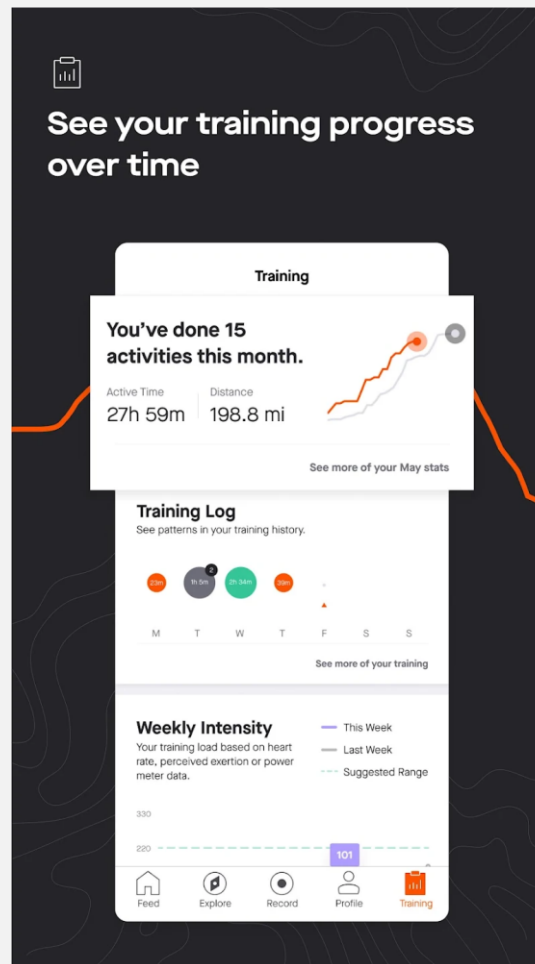 See your training progress
over time
Training
You've done 15
activities this month.
Active Time
Distance
27h 59m
198.8 mi
See more of your May stats
Training Log
See patterns in your training history.
23m
1h 5m
2
2h 34m
39m
M T W T F S S
See more of your training
Weekly Intensity
Your training load based on heart
rate, perceived exertion or power
meter data.
This Week
Last Week
Suggested Range
330
220
101
Feed Explore Record Profile Training